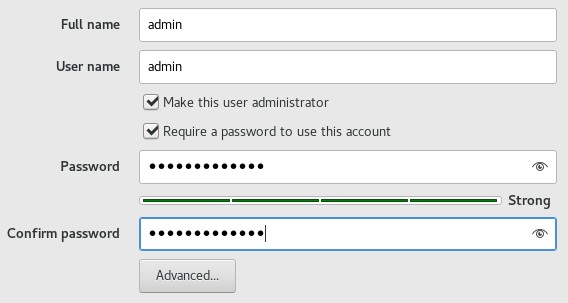 Full name admin
User name admin
Make this user administrator
Require a password to use this account
Password •••••••••••••
Strong
Confirm password •••••••••••••
Advanced...